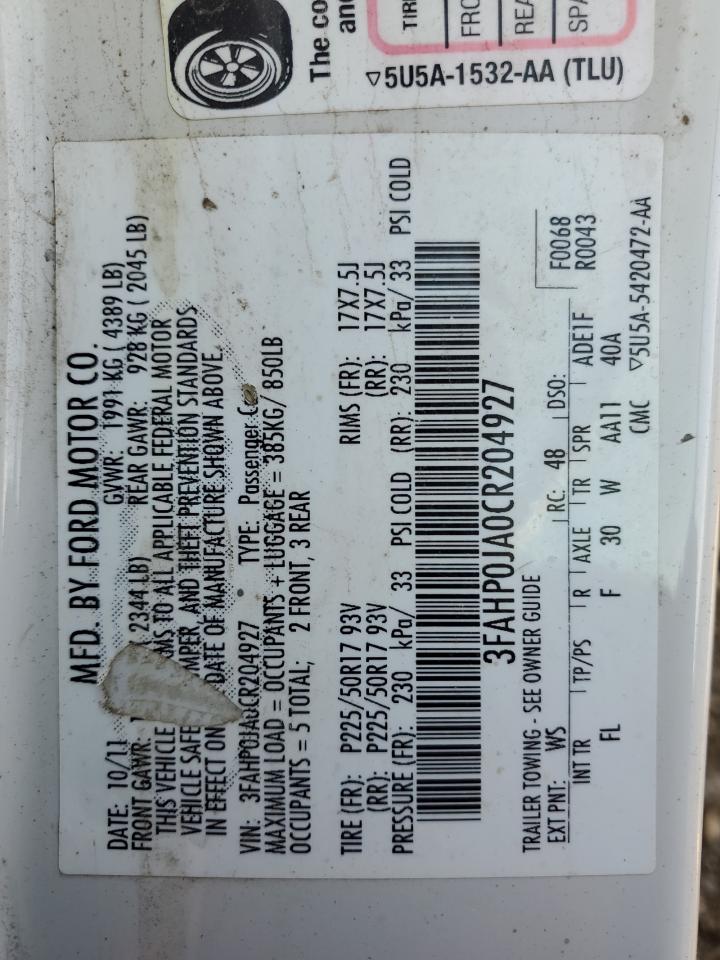 The co
an
TIRE
FRO
REA
SPA
▽5U5A-1532-AA (TLU)
MFD. BY FORD MOTOR CO.
DATE: 10/11 GVWR: 1991 KG ( 4389 LB)
FRONT GAWR: 2344 LB) REAR GAWR: 928 KG ( 2045 LB)
THIS VEHICLE MS TO ALL APPLICABLE FEDERAL MOTOR
VEHICLE SAFE MPER, AND THEFT PREVENTION STANDARDS
IN EFFECT ON DATE OF MANUFACTURE SHOWN ABOVE.
VIN: 3FAHP0JA0CR204927 TYPE: Passenger C
MAXIMUM LOAD = OCCUPANTS + LUGGAGE = 385KG/ 850LB
OCCUPANTS = 5 TOTAL; 2 FRONT, 3 REAR
TIRE (FR): P225/50R17 93V RIMS (FR): 17X7.5J
(RR): P225/50R17 93V (RR): 17X7.5J
PRESSURE (FR): 230 kPa/ 33 PSI COLD (RR): 230 kPa/ 33 PSI COLD
3FAHP0JA0CR204927
TRAILER TOWING - SEE OWNER GUIDE
F0068
EXT PNT: WS RC: 48 DSO: R0043
INT TR TP/PS R AXLE TR SPR ADE1F
FL F 30 W AA11 40A
CMC ▽5U5A-5420472-AA